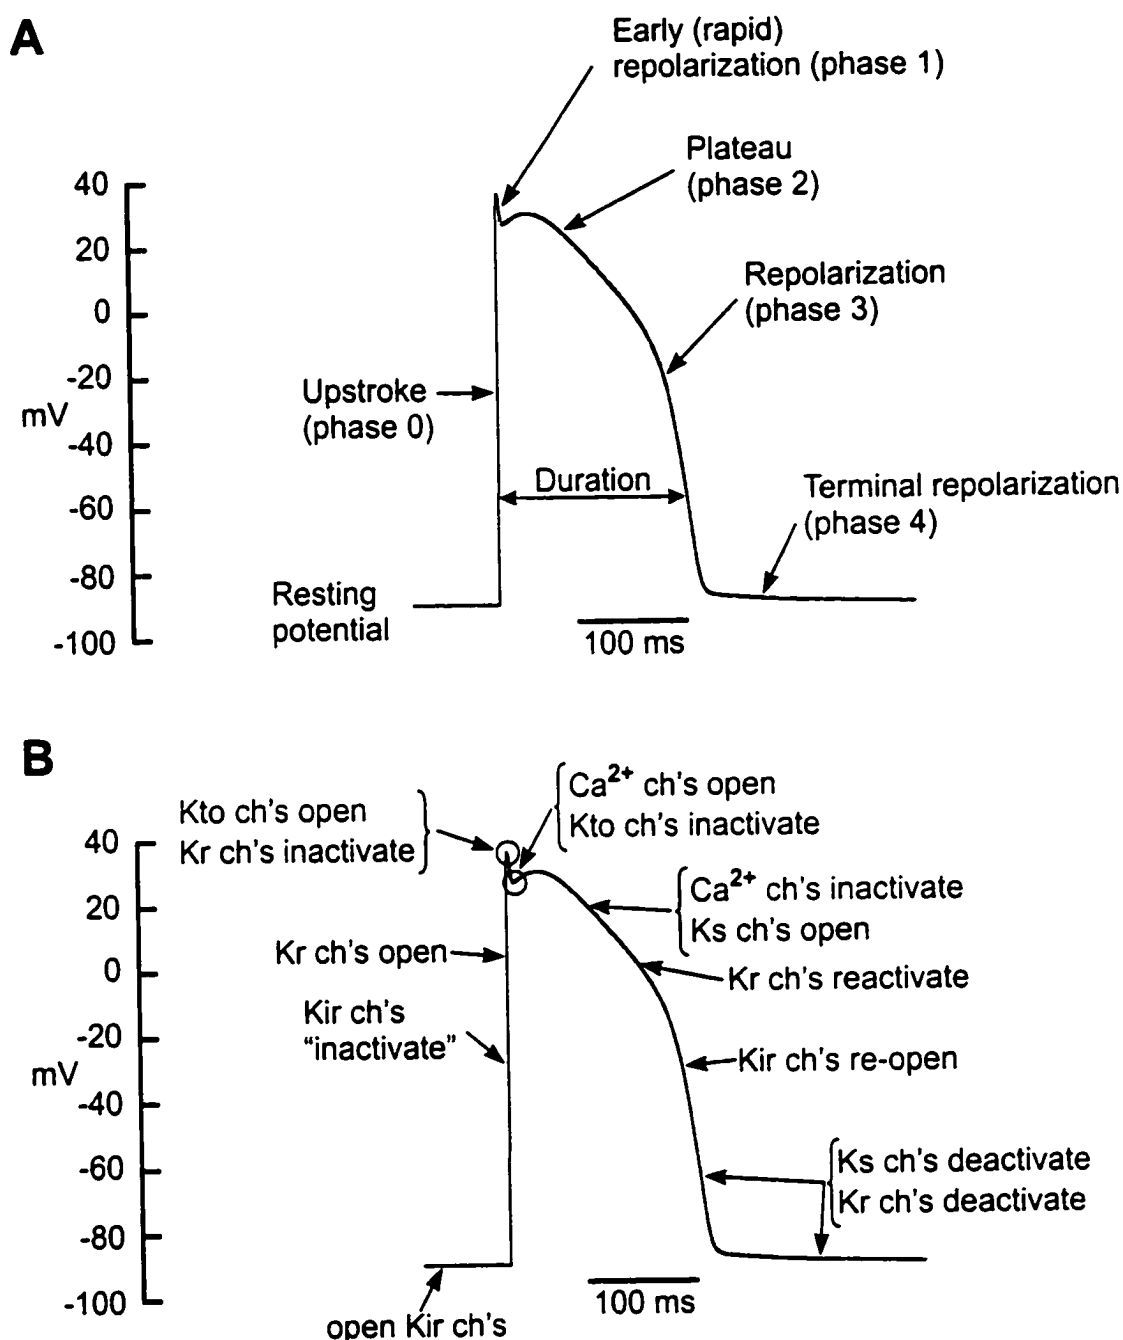 A
Early (rapid)
repolarization (phase 1)
Plateau
(phase 2)
40
20
0
-20
mV
-40
-60
-80
-100
Repolarization
(phase 3)
Upstroke
(phase 0)
Duration
Terminal repolarization
(phase 4)
Resting
potential
100 ms
B
Kto ch's open
Kr ch's inactivate
Ca2+ ch's open
Kto ch's inactivate
40
20
0
-20
mV
-40
-60
-80
-100
Ca2+ ch's inactivate
Ks ch's open
Kr ch's open
Kr ch's reactivate
Kir ch's
“inactivate”
Kir ch's re-open
Ks ch's deactivate
Kr ch's deactivate
100 ms
open Kir ch's